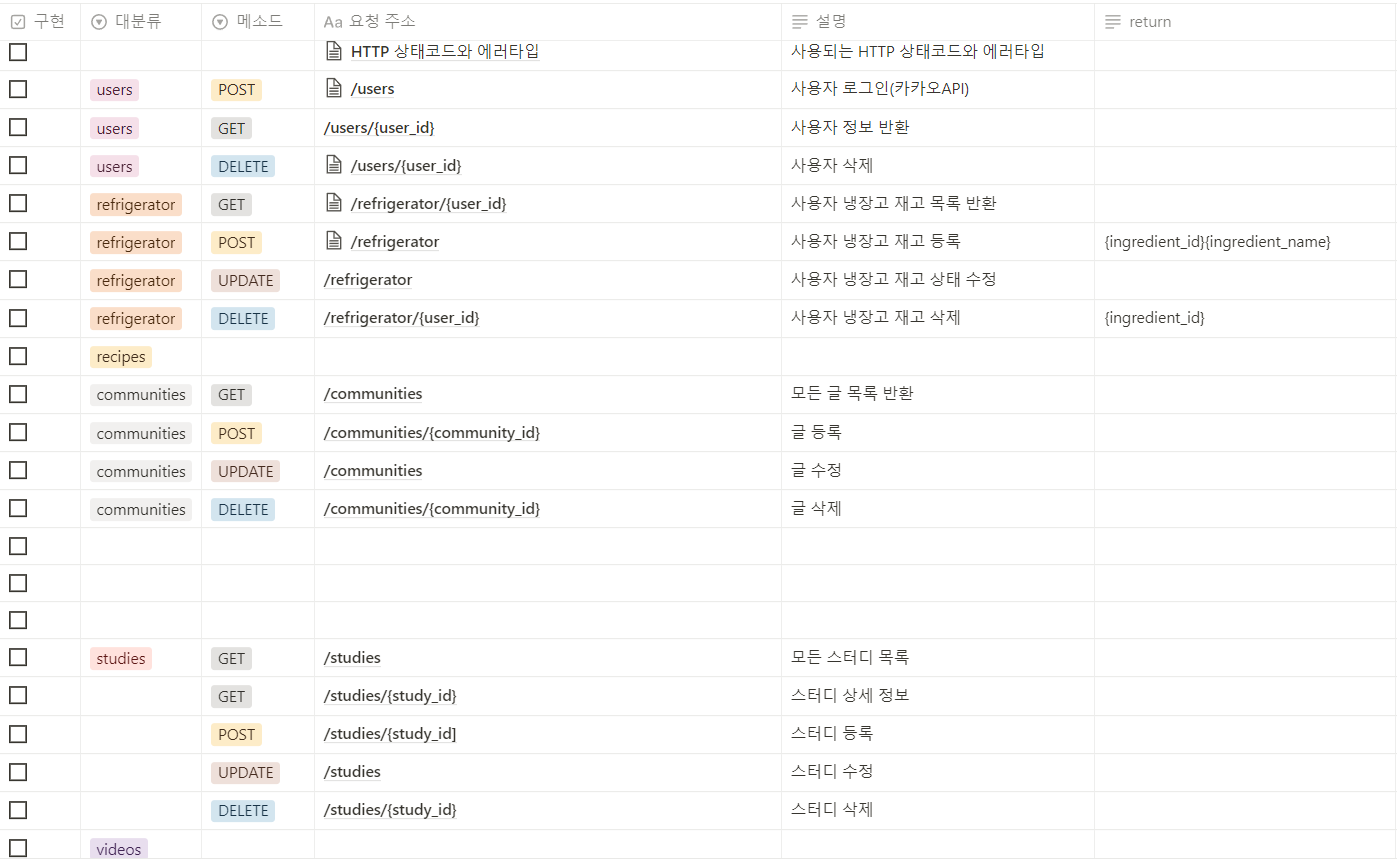 구현 대분류 메소드 Aa 요청 주소 설명 return
HTTP 상태코드와 에러타입 사용되는 HTTP 상태코드와 에러타입
users POST /users 사용자 로그인(카카오API)
users GET /users/{user_id} 사용자 정보 반환
users DELETE /users/{user_id} 사용자 삭제
refrigerator GET /refrigerator/{user_id} 사용자 냉장고 재고 목록 반환
refrigerator POST /refrigerator 사용자 냉장고 재고 등록 {ingredient_id}{ingredient_name}
refrigerator UPDATE /refrigerator 사용자 냉장고 재고 상태 수정
refrigerator DELETE /refrigerator/{user_id} 사용자 냉장고 재고 삭제 {ingredient_id}
recipes
communities GET /communities 모든 글 목록 반환
communities POST /communities/{community_id} 글 등록
communities UPDATE /communities 글 수정
communities DELETE /communities/{community_id} 글 삭제
studies GET /studies 모든 스터디 목록
GET /studies/{study_id} 스터디 상세 정보
POST /studies/{study_id] 스터디 등록
UPDATE /studies 스터디 수정
DELETE /studies/{study_id} 스터디 삭제
videos